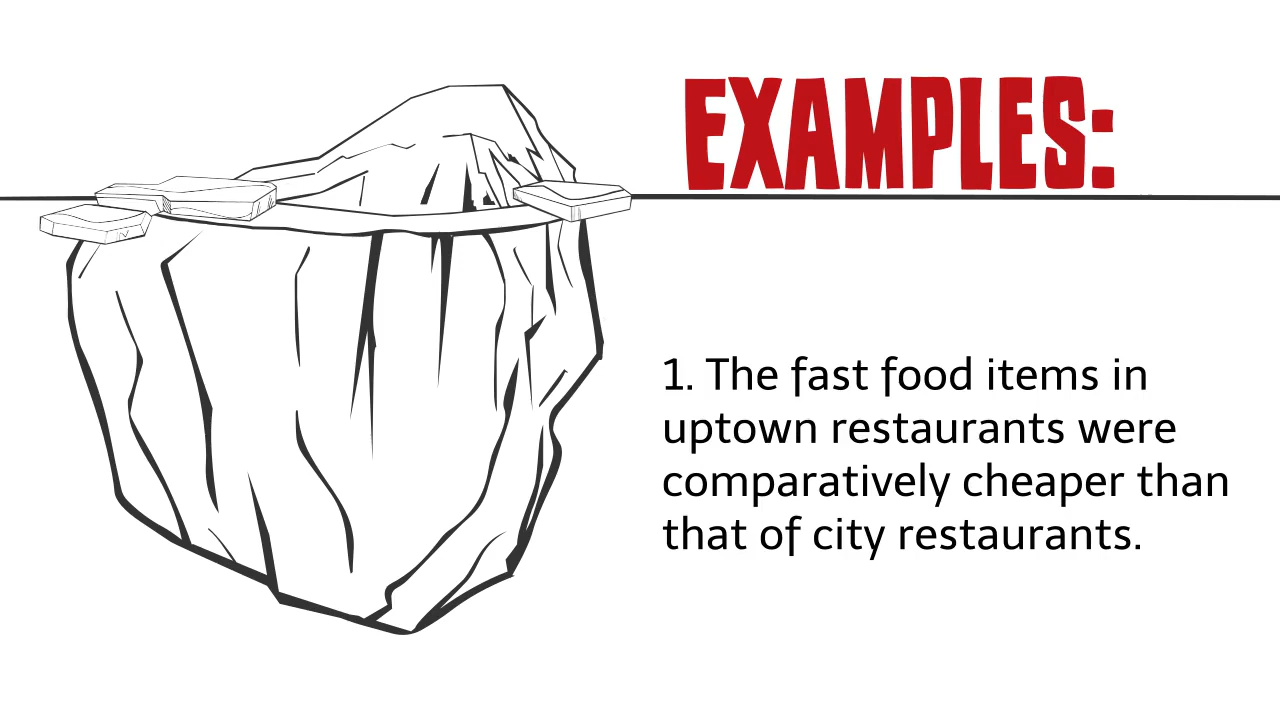 EXAMPLES:
1. The fast food items in
uptown restaurants were
comparatively cheaper than
that of city restaurants.